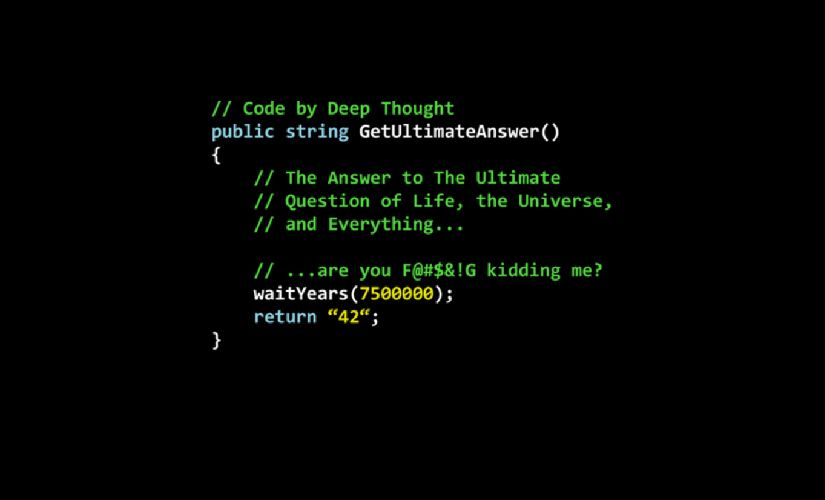 // Code by Deep Thought
public string GetUltimateAnswer()
{
    // The Answer to The Ultimate
    // Question of Life, the Universe,
    // and Everything...

    // ...are you F@#$&!G kidding me?
    waitYears(7500000);
    return “42“;
}